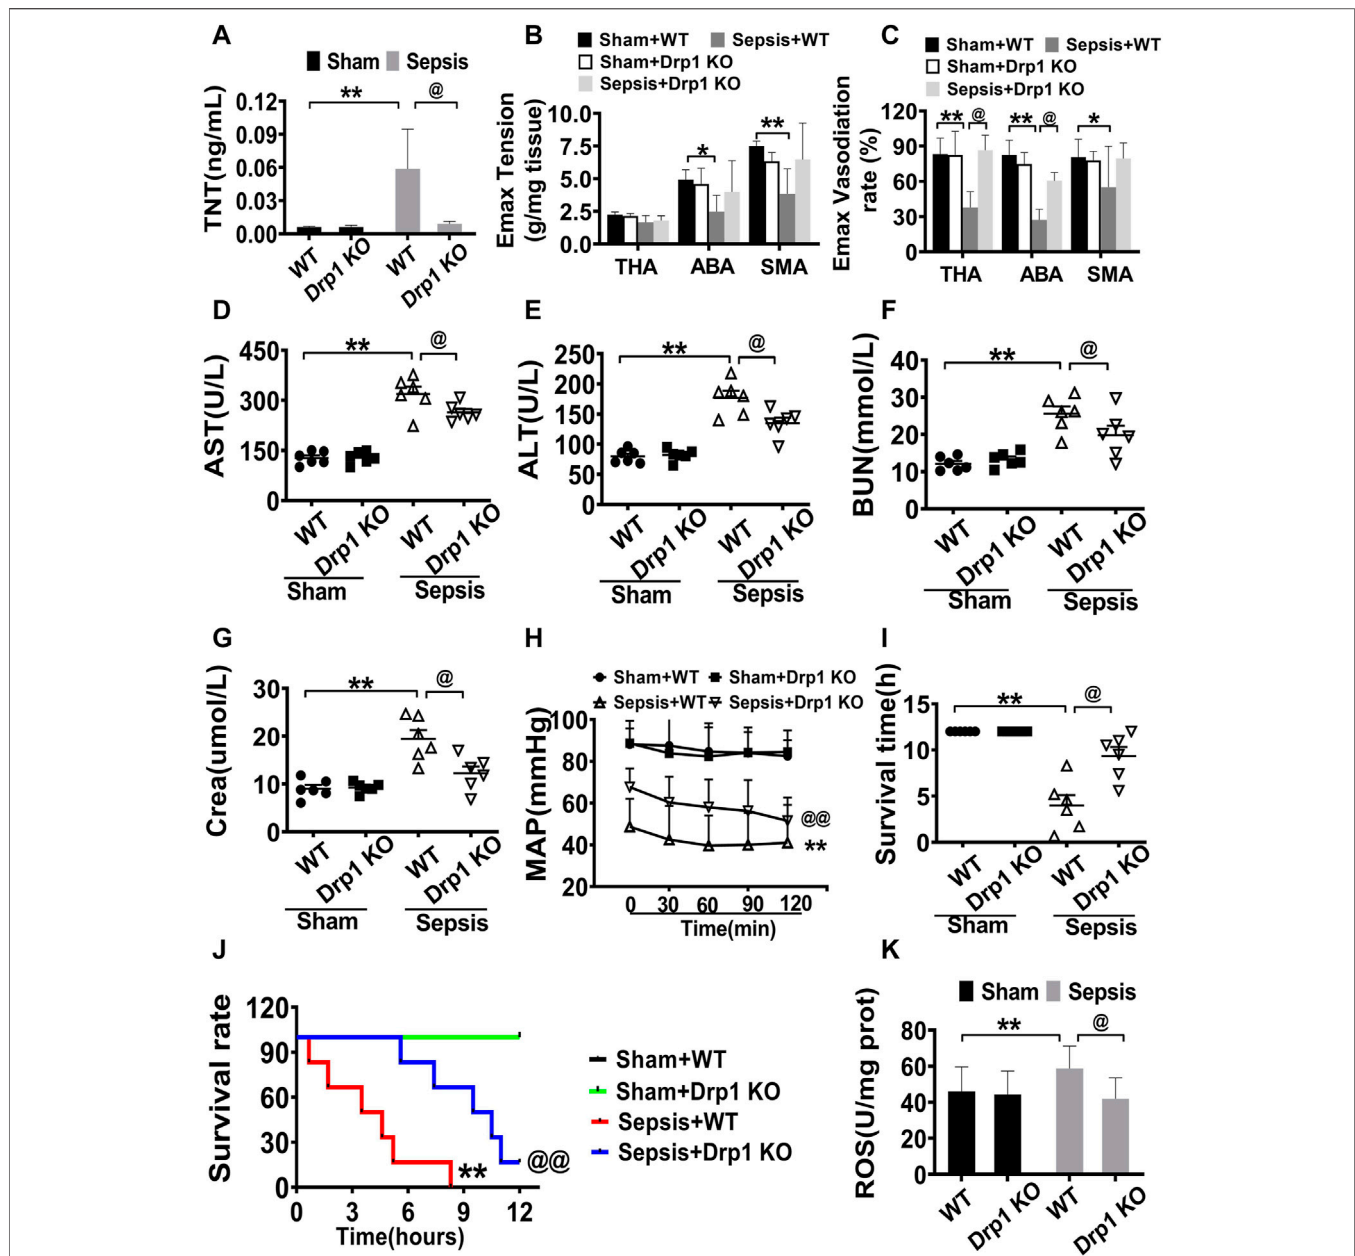 A
Sham Sepsis
TNT(ng/mL)
0.12
0.09
0.06
0.03
0.00
** @
WT Drp1 KO WT Drp1 KO
B
Sham+WT Sepsis+WT
Sham+Drp1 KO
Sepsis+Drp1 KO
Emax Tension
(g/mg tissue)
10.0
7.5
5.0
2.5
0.0
* **
THA ABA SMA
C
Sham+WT Sepsis+WT
Sham+Drp1 KO
Sepsis+Drp1 KO
Emax Vasodiation
rate (%)
120
90
60
30
0
** @ ** @ *
THA ABA SMA
D
AST(U/L)
450
300
150
0
** @
WT Drp1 KO WT Drp1 KO
Sham Sepsis
E
ALT(U/L)
250
200
150
100
50
0
** @
WT Drp1 KO WT Drp1 KO
Sham Sepsis
F
BUN(mmol/L)
40
30
20
10
0
** @
WT Drp1 KO WT Drp1 KO
Sham Sepsis
G
Crea(umol/L)
30
20
10
0
** @
WT Drp1 KO WT Drp1 KO
Sham Sepsis
H
Sham+WT Sham+Drp1 KO
Sepsis+WT Sepsis+Drp1 KO
MAP(mmHg)
100
80
60
40
20
@@
**
0 30 60 90 120
Time(min)
I
Survival time(h)
15
10
5
0
** @
WT Drp1 KO WT Drp1 KO
Sham Sepsis
J
Survival rate
120
90
60
30
0
** @@
0 3 6 9 12
Time(hours)
Sham+WT
Sham+Drp1 KO
Sepsis+WT
Sepsis+Drp1 KO
K
Sham Sepsis
ROS(U/mg prot)
80
60
40
20
0
** @
WT Drp1 KO WT Drp1 KO